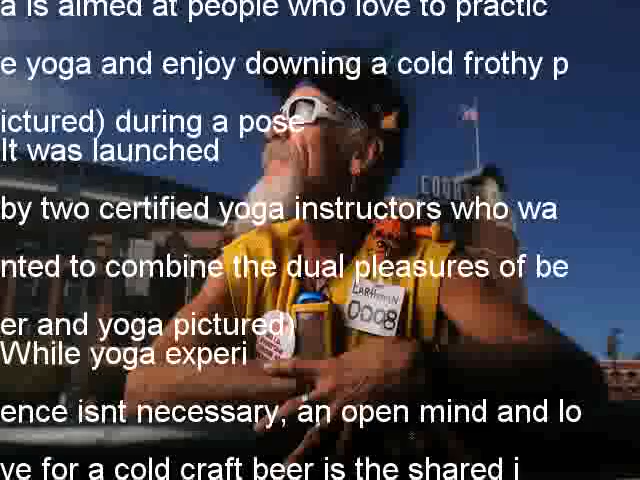 a is aimed at people who love to practic
e yoga and enjoy downing a cold frothy p
ictured) during a pose
It was launched
by two certified yoga instructors who wa
nted to combine the dual pleasures of be
er and yoga pictured)
While yoga experi
ence isnt necessary, an open mind and lo
ve for a cold craft beer is the shared i
0008